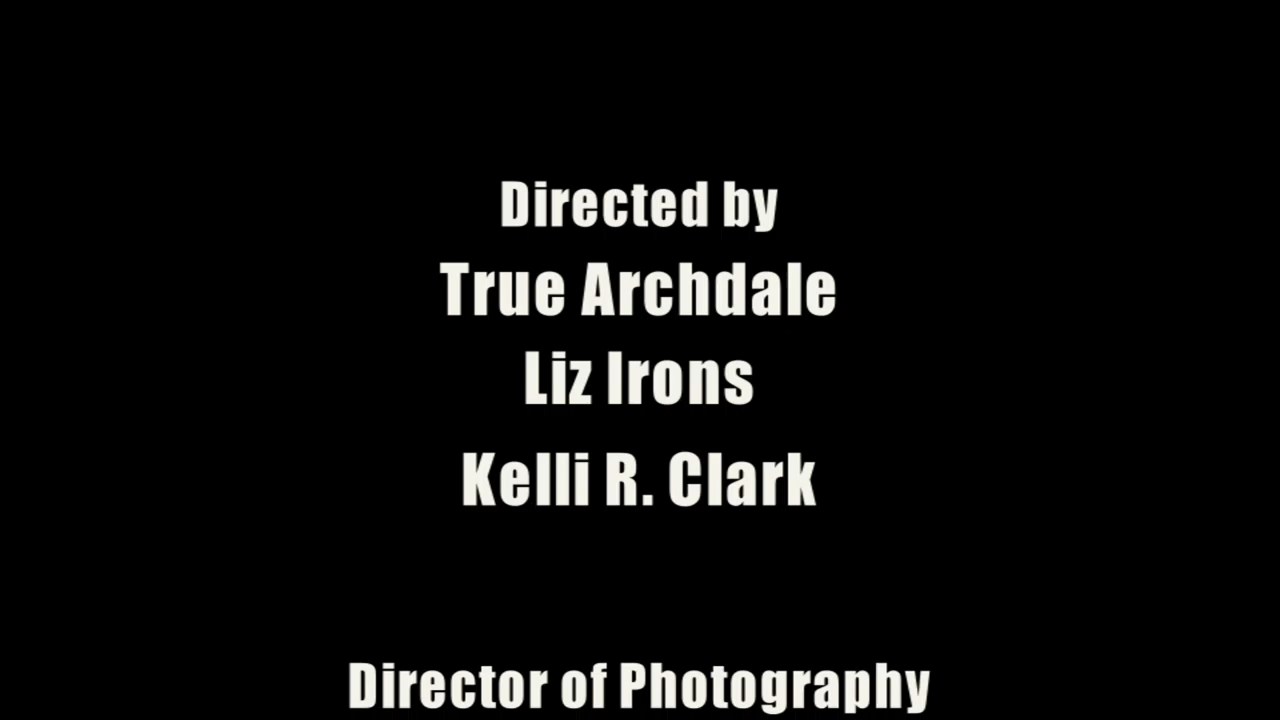 Directed by
True Archdale
Liz Irons
Kelli R. Clark
Director of Photography